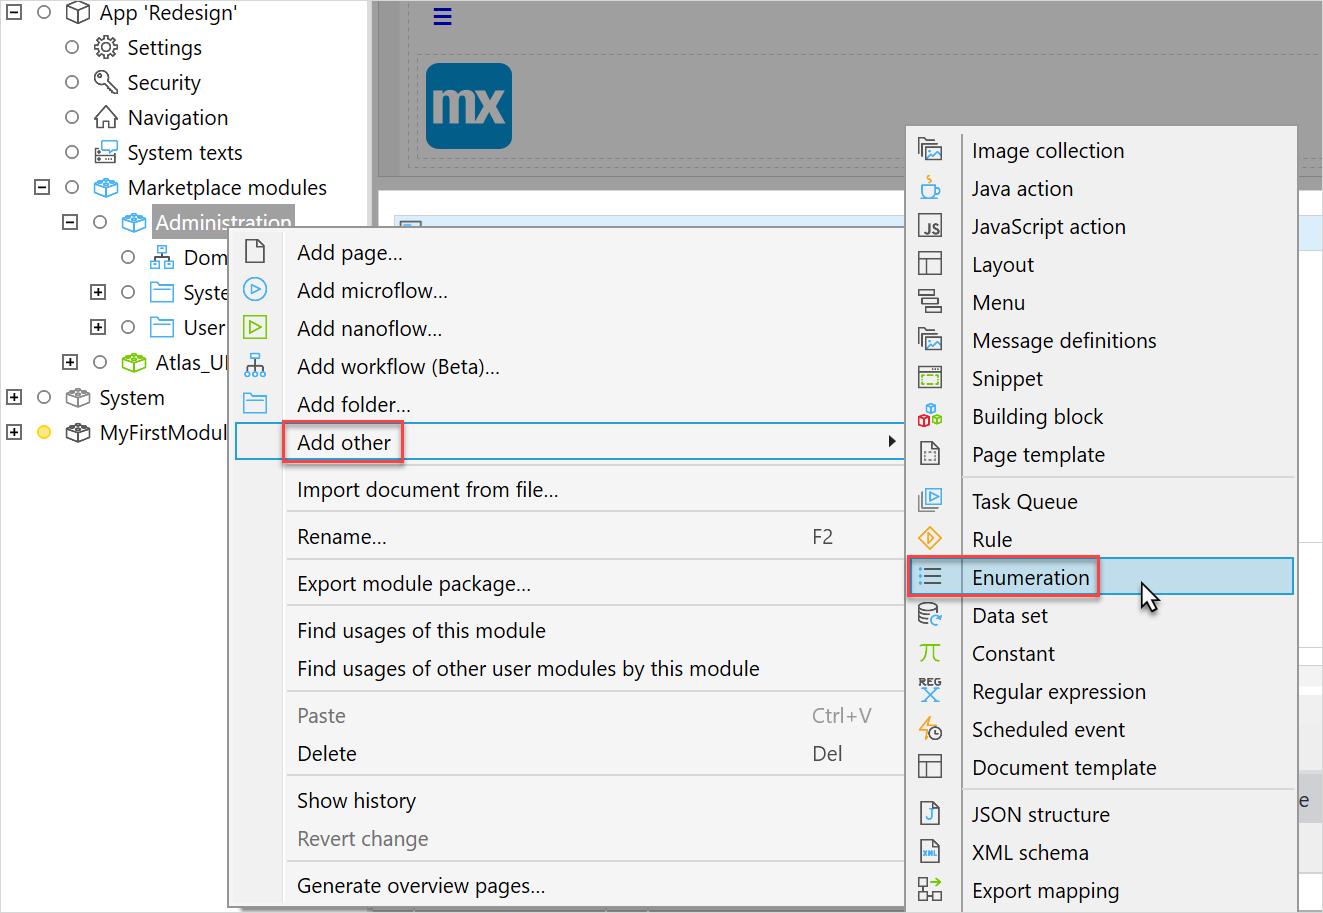 App 'Redesign'
Settings
Security
Navigation
System texts
Marketplace modules
Administration
Dom
Syste
User
Atlas_UI
System
MyFirstModul
mx
Add page...
Add microflow...
Add nanoflow...
Add workflow (Beta)...
Add folder...
Add other
Import document from file...
Rename... F2
Export module package...
Find usages of this module
Find usages of other user modules by this module
Paste Ctrl+V
Delete Del
Show history
Revert change
Generate overview pages...
Image collection
Java action
JS JavaScript action
Layout
Menu
Message definitions
Snippet
Building block
Page template
Task Queue
Rule
Enumeration
Data set
Constant
REG Regular expression
Scheduled event
Document template
JSON structure
XML XML schema
Export mapping
e